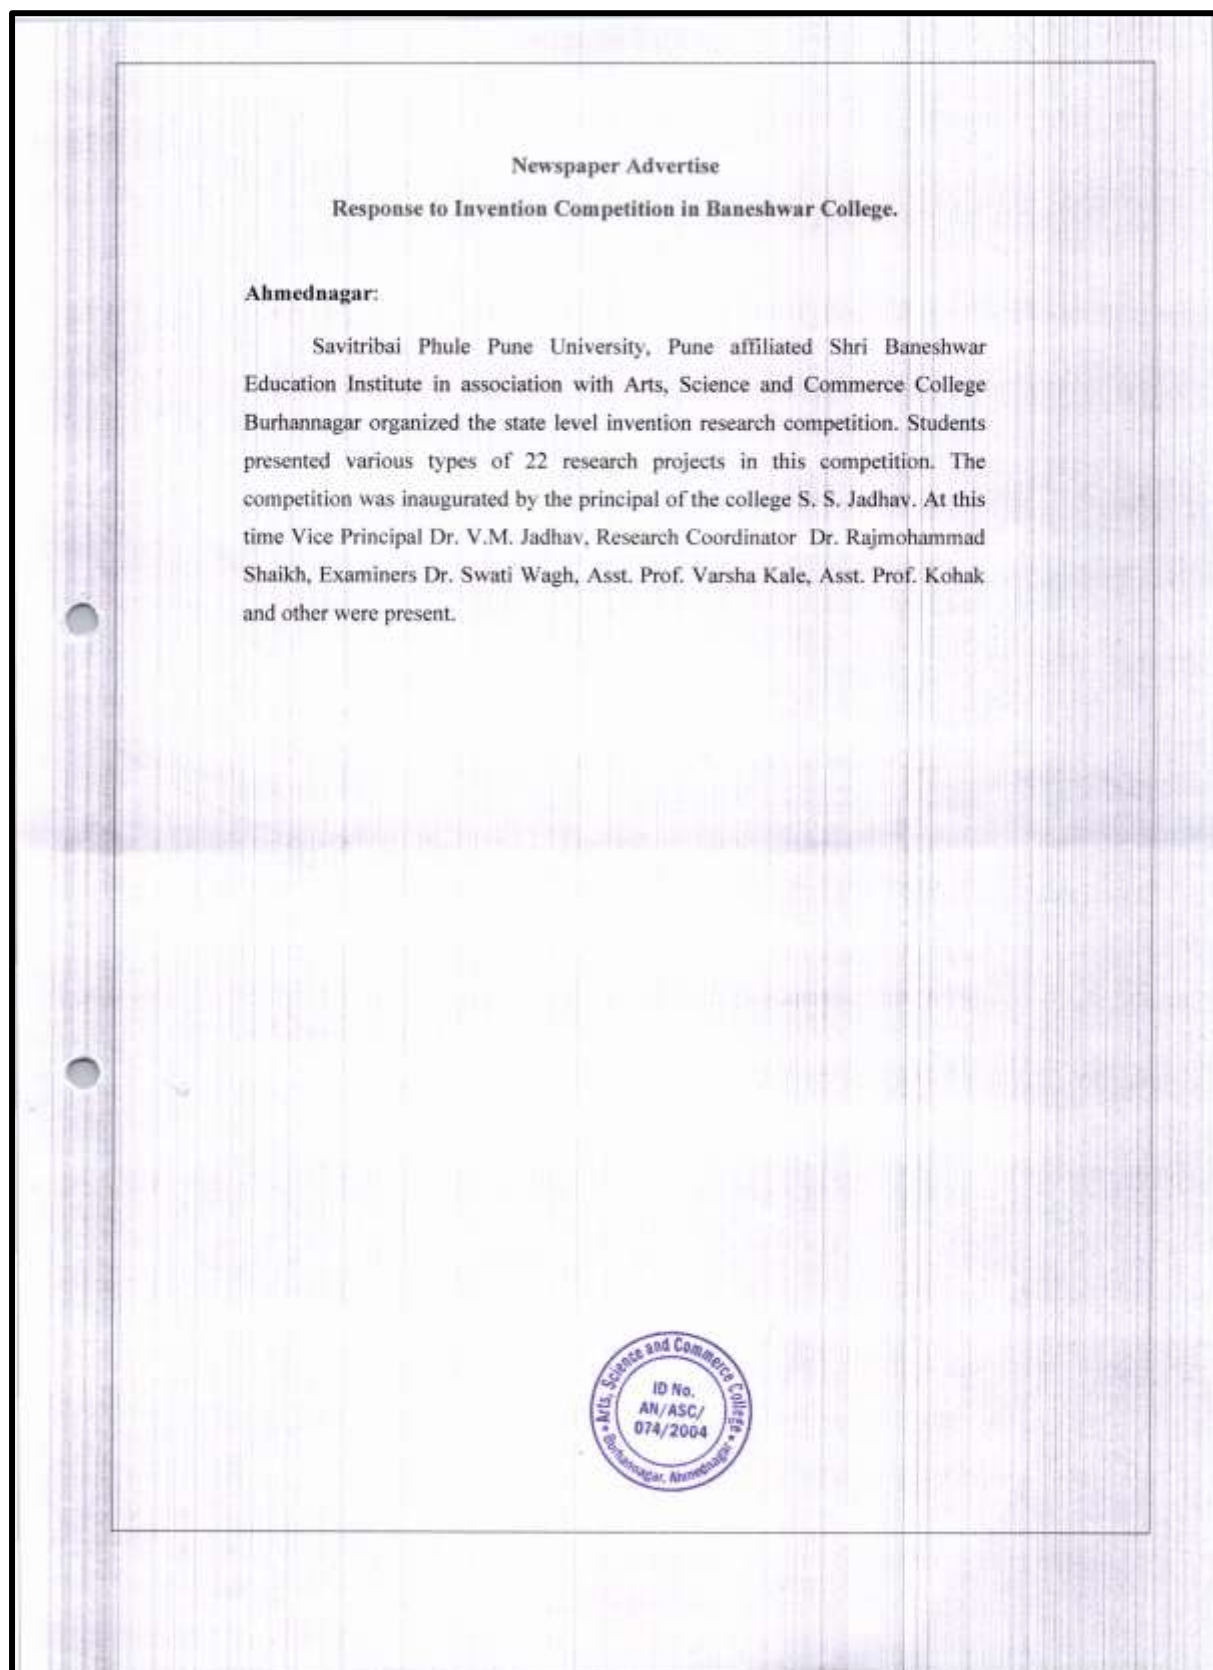 Newspaper Advertise
Response to Invention Competition in Baneshwar College.
Ahmednagar:
Savitribai Phule Pune University, Pune affiliated Shri Baneshwar
Education Institute in association with Arts, Science and Commerce College
Burhannagar organized the state level invention research competition. Students
presented various types of 22 research projects in this competition. The
competition was inaugurated by the principal of the college S. S. Jadhav. At this
time Vice Principal Dr. V.M. Jadhav, Research Coordinator Dr. Rajmohammad
Shaikh, Examiners Dr. Swati Wagh, Asst. Prof. Varsha Kale, Asst. Prof. Kohak
and other were present.
Arts, Science and Commerce College
ID No.
AN/ASC/
074/2004
Burhannagar, Ahmednagar